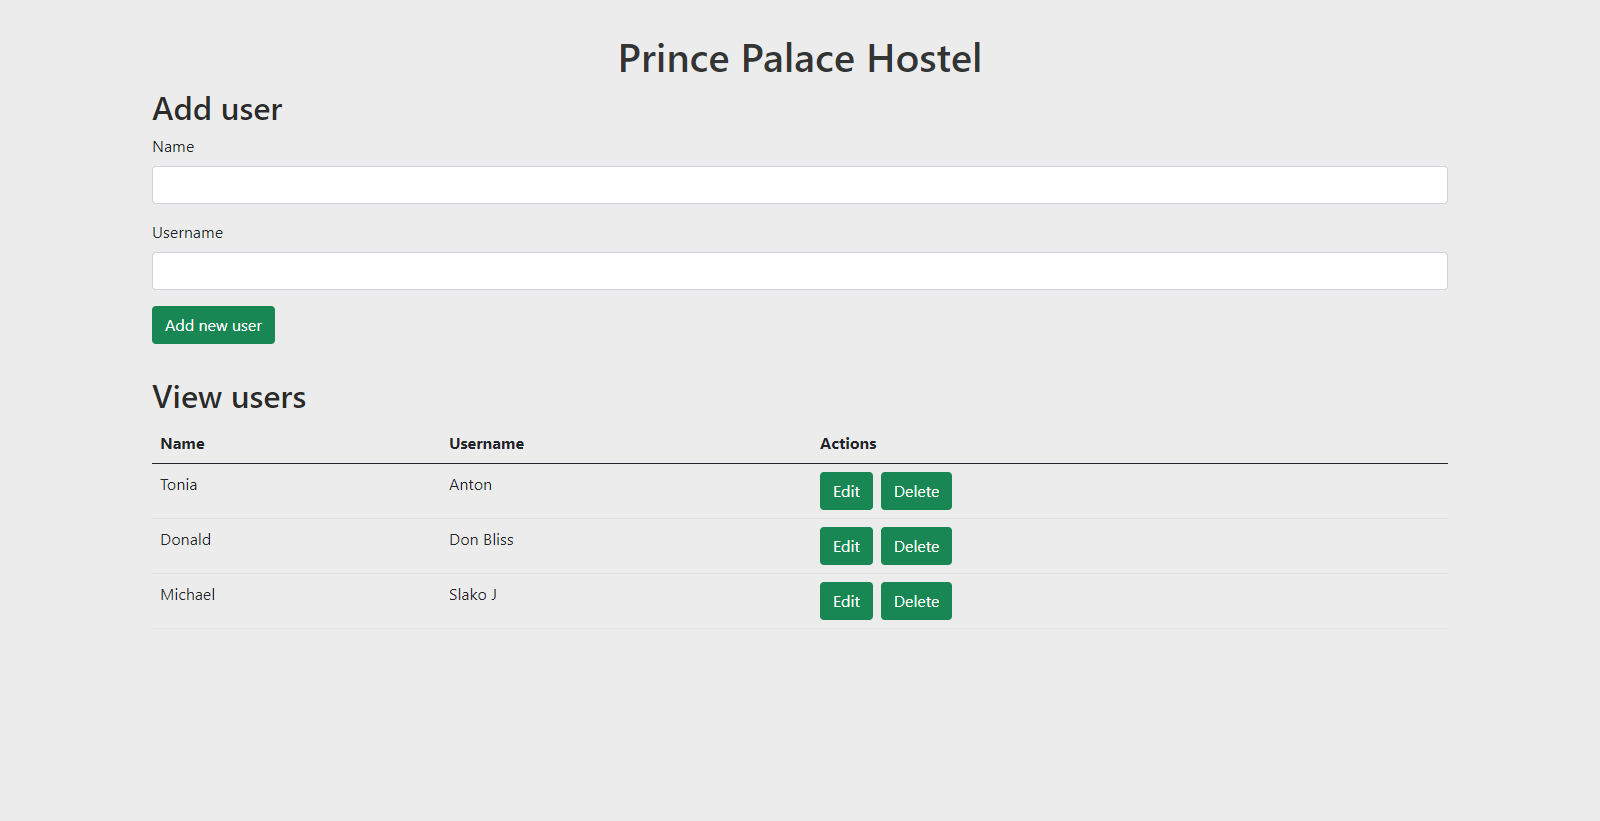 Prince Palace Hostel
Add user
Name
Username
Add new user
View users
Name Username Actions
Tonia Anton Edit Delete
Donald Don Bliss Edit Delete
Michael Slako J Edit Delete